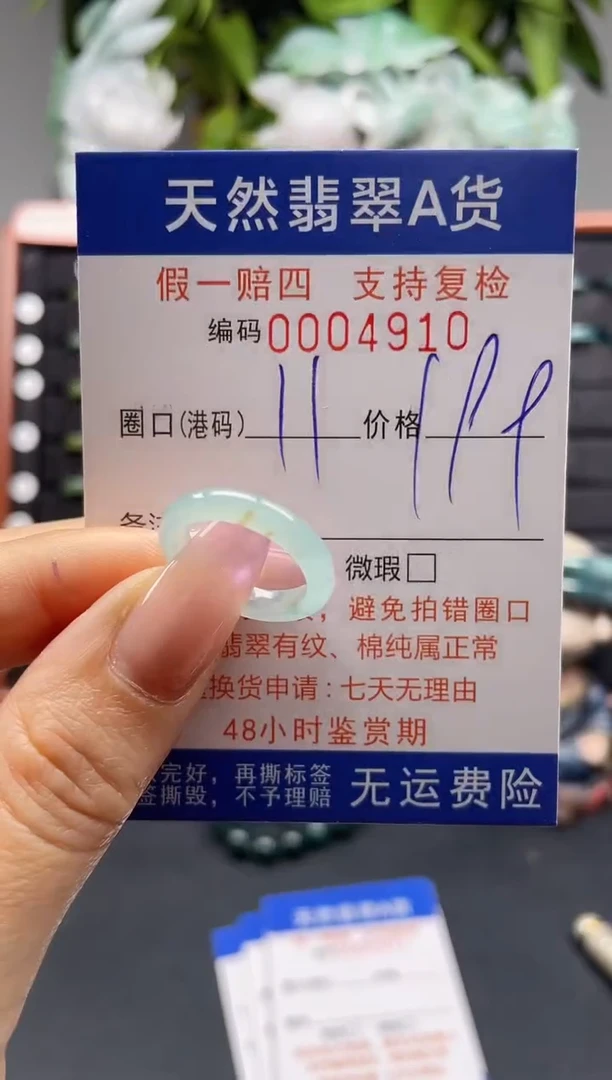 天然翡翠A货
假一赔四 支持复检
编码0004910
圈口(港码) 11 价格 199
微瑕□
，避免拍错圈口
翡翠有纹、棉纯属正常
换货申请：七天无理由
48小时鉴赏期
完好，再撕标签
签撕毁，不予理赔 无运费险